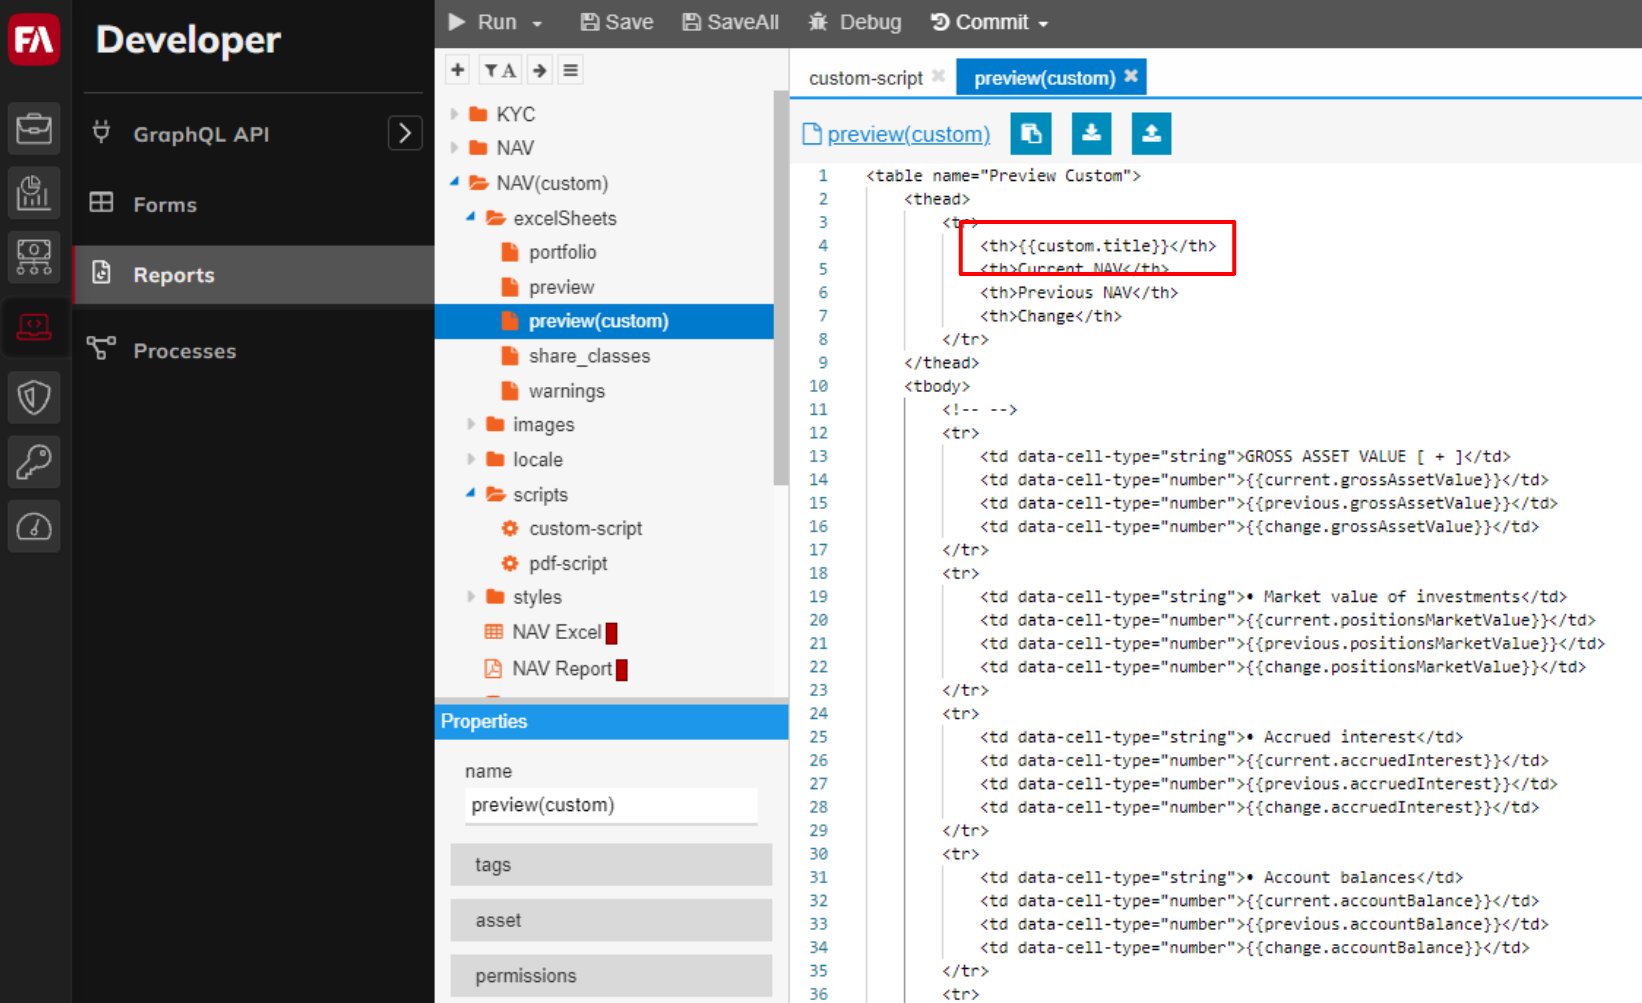 FA
Developer
GraphQL API
Forms
Reports
Processes
Run
Save
SaveAll
Debug
Commit
A
KYC
NAV
NAV(custom)
excelSheets
portfolio
preview
preview(custom)
share_classes
warnings
images
locale
scripts
custom-script
pdf-script
styles
NAV Excel
NAV Report
Properties
name
preview(custom)
tags
asset
permissions
custom-script
preview(custom)
preview(custom)
1 <table name="Preview Custom">
2 <thead>
3 <tr>
4 <th>{{custom.title}}</th>
5 <th>Current NAV</th>
6 <th>Previous NAV</th>
7 <th>Change</th>
8 </tr>
9 </thead>
10 <tbody>
11 <!-- -->
12 <tr>
13 <td data-cell-type="string">GROSS ASSET VALUE [ + ]</td>
14 <td data-cell-type="number">{{current.grossAssetValue}}</td>
15 <td data-cell-type="number">{{previous.grossAssetValue}}</td>
16 <td data-cell-type="number">{{change.grossAssetValue}}</td>
17 </tr>
18 <tr>
19 <td data-cell-type="string">• Market value of investments</td>
20 <td data-cell-type="number">{{current.positionsMarketValue}}</td>
21 <td data-cell-type="number">{{previous.positionsMarketValue}}</td>
22 <td data-cell-type="number">{{change.positionsMarketValue}}</td>
23 </tr>
24 <tr>
25 <td data-cell-type="string">• Accrued interest</td>
26 <td data-cell-type="number">{{current.accruedInterest}}</td>
27 <td data-cell-type="number">{{previous.accruedInterest}}</td>
28 <td data-cell-type="number">{{change.accruedInterest}}</td>
29 </tr>
30 <tr>
31 <td data-cell-type="string">• Account balances</td>
32 <td data-cell-type="number">{{current.accountBalance}}</td>
33 <td data-cell-type="number">{{previous.accountBalance}}</td>
34 <td data-cell-type="number">{{change.accountBalance}}</td>
35 </tr>
36 <tr>